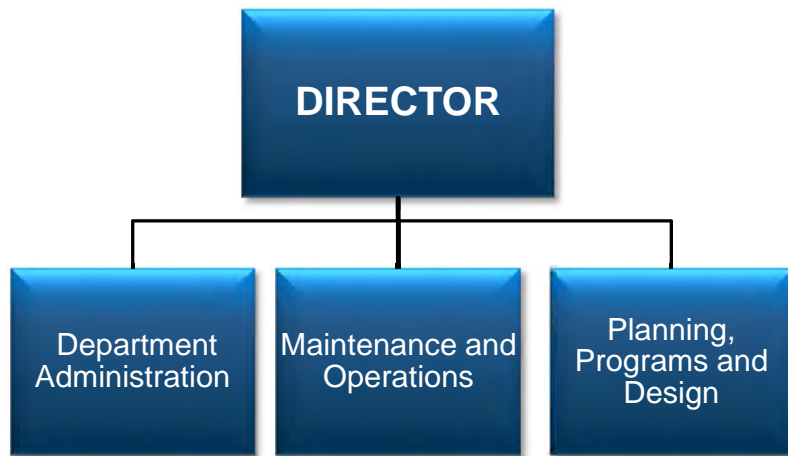 DIRECTOR
Department
Administration
Maintenance and
Operations
Planning,
Programs and
Design